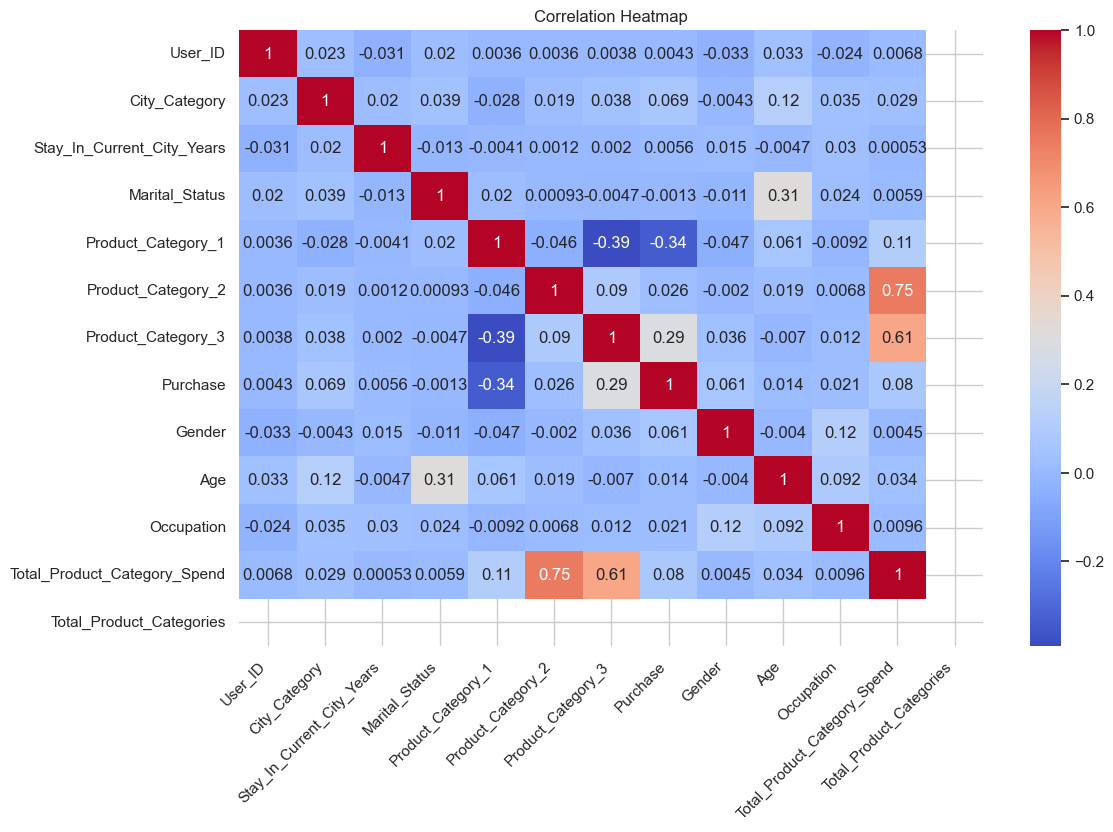 Correlation Heatmap
User_ID 1 0.023 -0.031 0.02 0.0036 0.0036 0.0038 0.0043 -0.033 0.033 -0.024 0.0068
City_Category 0.023 1 0.02 0.039 -0.028 0.019 0.038 0.069 -0.0043 0.12 0.035 0.029
Stay_In_Current_City_Years -0.031 0.02 1 -0.013 -0.0041 0.0012 0.002 0.0056 0.015 -0.0047 0.03 0.00053
Marital_Status 0.02 0.039 -0.013 1 0.02 0.00093 -0.0047 -0.0013 -0.011 0.31 0.024 0.0059
Product_Category_1 0.0036 -0.028 -0.0041 0.02 1 -0.046 -0.39 -0.34 -0.047 0.061 -0.0092 0.11
Product_Category_2 0.0036 0.019 0.0012 0.00093 -0.046 1 0.09 0.026 -0.002 0.019 0.0068 0.75
Product_Category_3 0.0038 0.038 0.002 -0.0047 -0.39 0.09 1 0.29 0.036 -0.007 0.012 0.61
Purchase 0.0043 0.069 0.0056 -0.0013 -0.34 0.026 0.29 1 0.061 0.014 0.021 0.08
Gender -0.033 -0.0043 0.015 -0.011 -0.047 -0.002 0.036 0.061 1 -0.004 0.12 0.0045
Age 0.033 0.12 -0.0047 0.31 0.061 0.019 -0.007 0.014 -0.004 1 0.092 0.034
Occupation -0.024 0.035 0.03 0.024 -0.0092 0.0068 0.012 0.021 0.12 0.092 1 0.0096
Total_Product_Category_Spend 0.0068 0.029 0.00053 0.0059 0.11 0.75 0.61 0.08 0.0045 0.034 0.0096 1
Total_Product_Categories
User_ID
City_Category
Stay_In_Current_City_Years
Marital_Status
Product_Category_1
Product_Category_2
Product_Category_3
Purchase
Gender
Age
Occupation
Total_Product_Category_Spend
Total_Product_Categories
1.0
0.8
0.6
0.4
0.2
0.0
−0.2